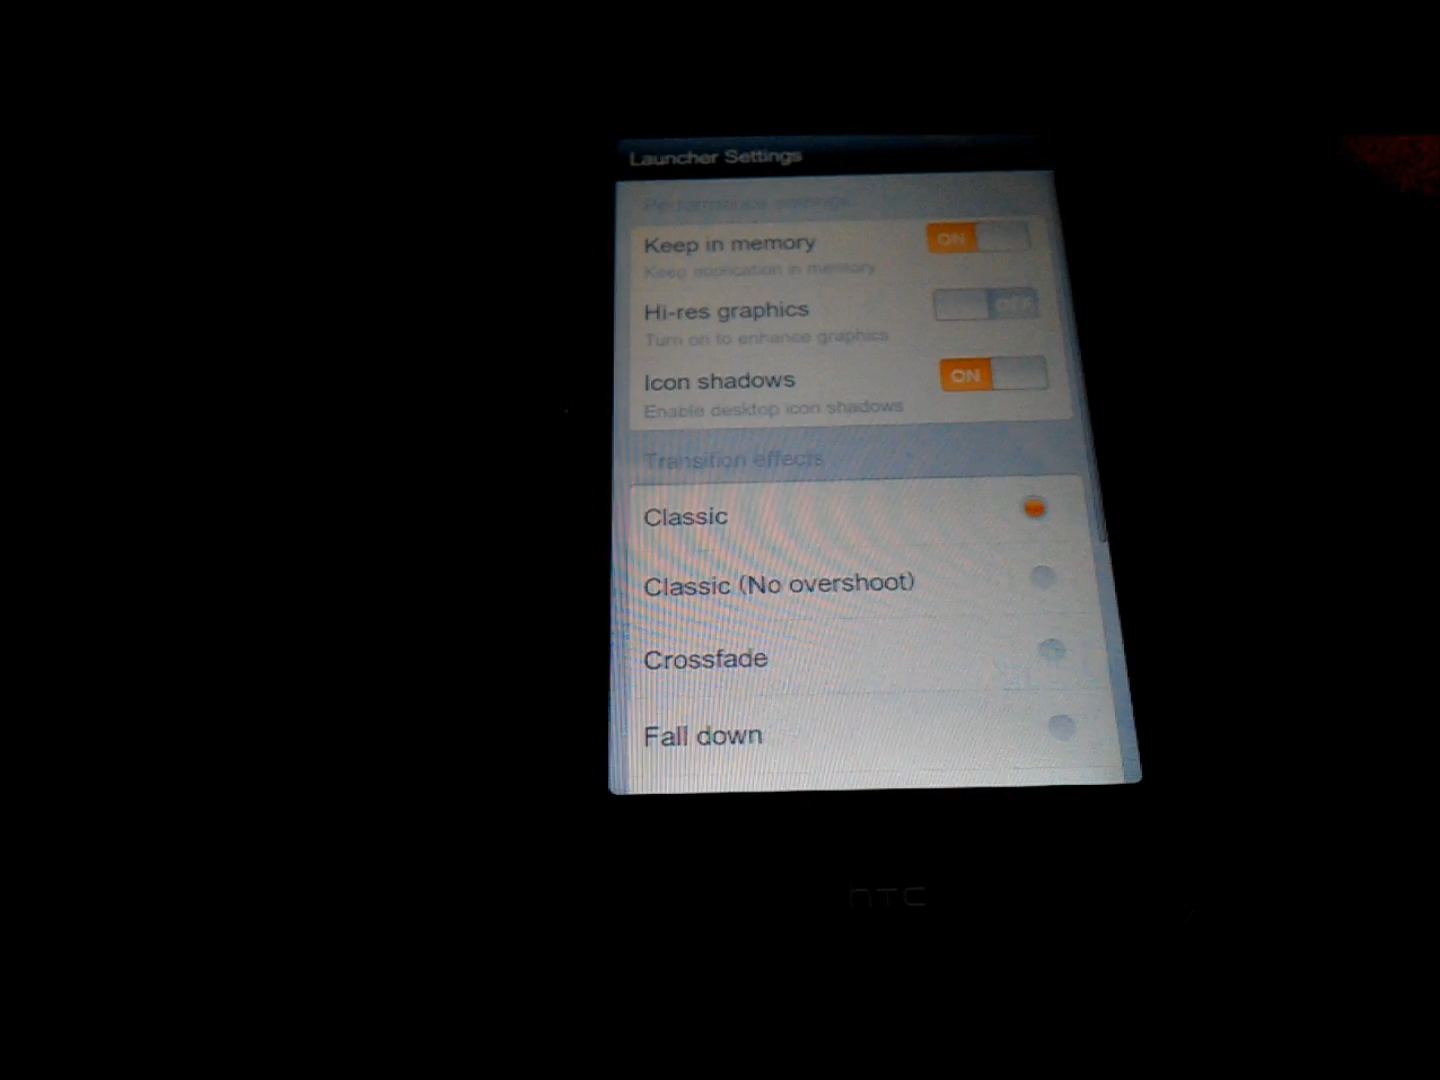 Launcher Settings
Performance settings
Keep in memory
ON
Keep application in memory
Hi-res graphics
OFF
Turn on to enhance graphics
Icon shadows
ON
Enable desktop icon shadows
Transition effects
Classic
Classic (No overshoot)
Crossfade
Fall down
hTC